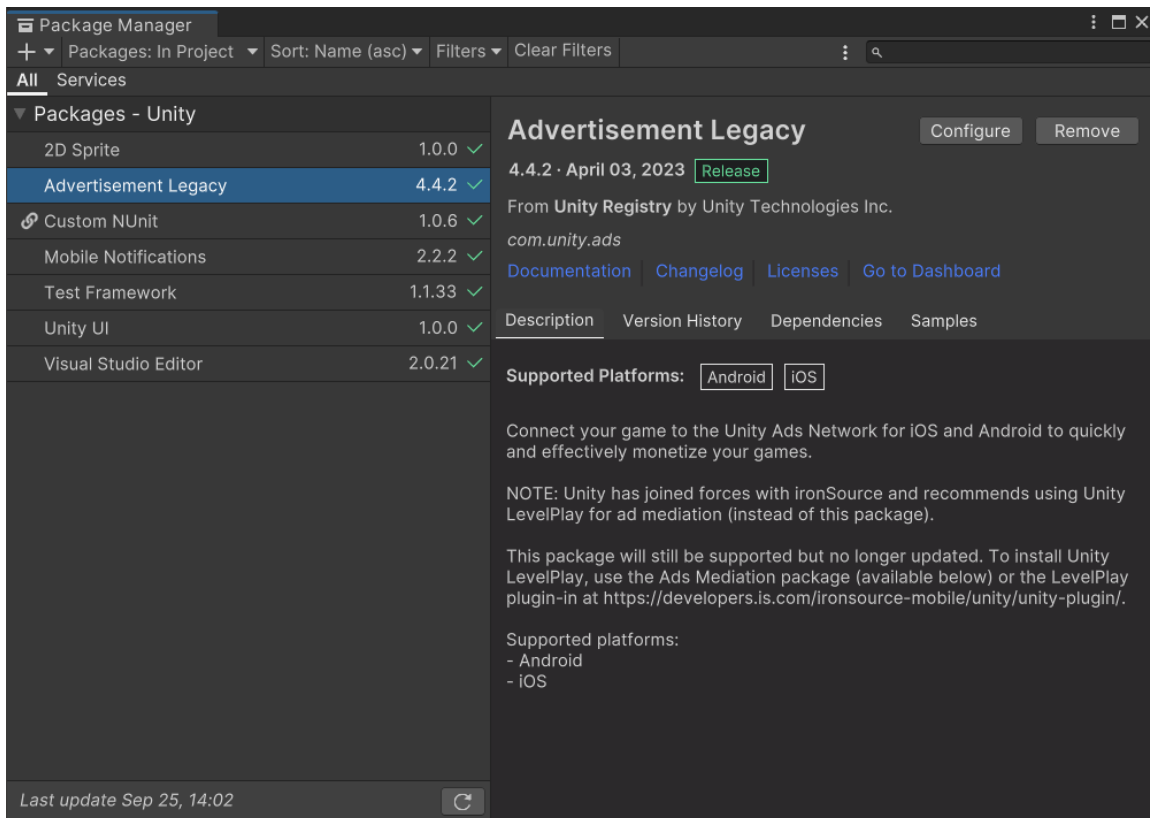 Package Manager
Packages: In Project Sort: Name (asc) Filters Clear Filters
All Services
Packages - Unity
2D Sprite 1.0.0
Advertisement Legacy 4.4.2
Custom NUnit 1.0.6
Mobile Notifications 2.2.2
Test Framework 1.1.33
Unity UI 1.0.0
Visual Studio Editor 2.0.21
Last update Sep 25, 14:02
Advertisement Legacy
Configure Remove
4.4.2 · April 03, 2023 Release
From Unity Registry by Unity Technologies Inc.
com.unity.ads
Documentation Changelog Licenses Go to Dashboard
Description Version History Dependencies Samples
Supported Platforms: Android iOS
Connect your game to the Unity Ads Network for iOS and Android to quickly
and effectively monetize your games.
NOTE: Unity has joined forces with ironSource and recommends using Unity
LevelPlay for ad mediation (instead of this package).
This package will still be supported but no longer updated. To install Unity
LevelPlay, use the Ads Mediation package (available below) or the LevelPlay
plugin-in at https://developers.is.com/ironsource-mobile/unity/unity-plugin/.
Supported platforms:
- Android
- iOS